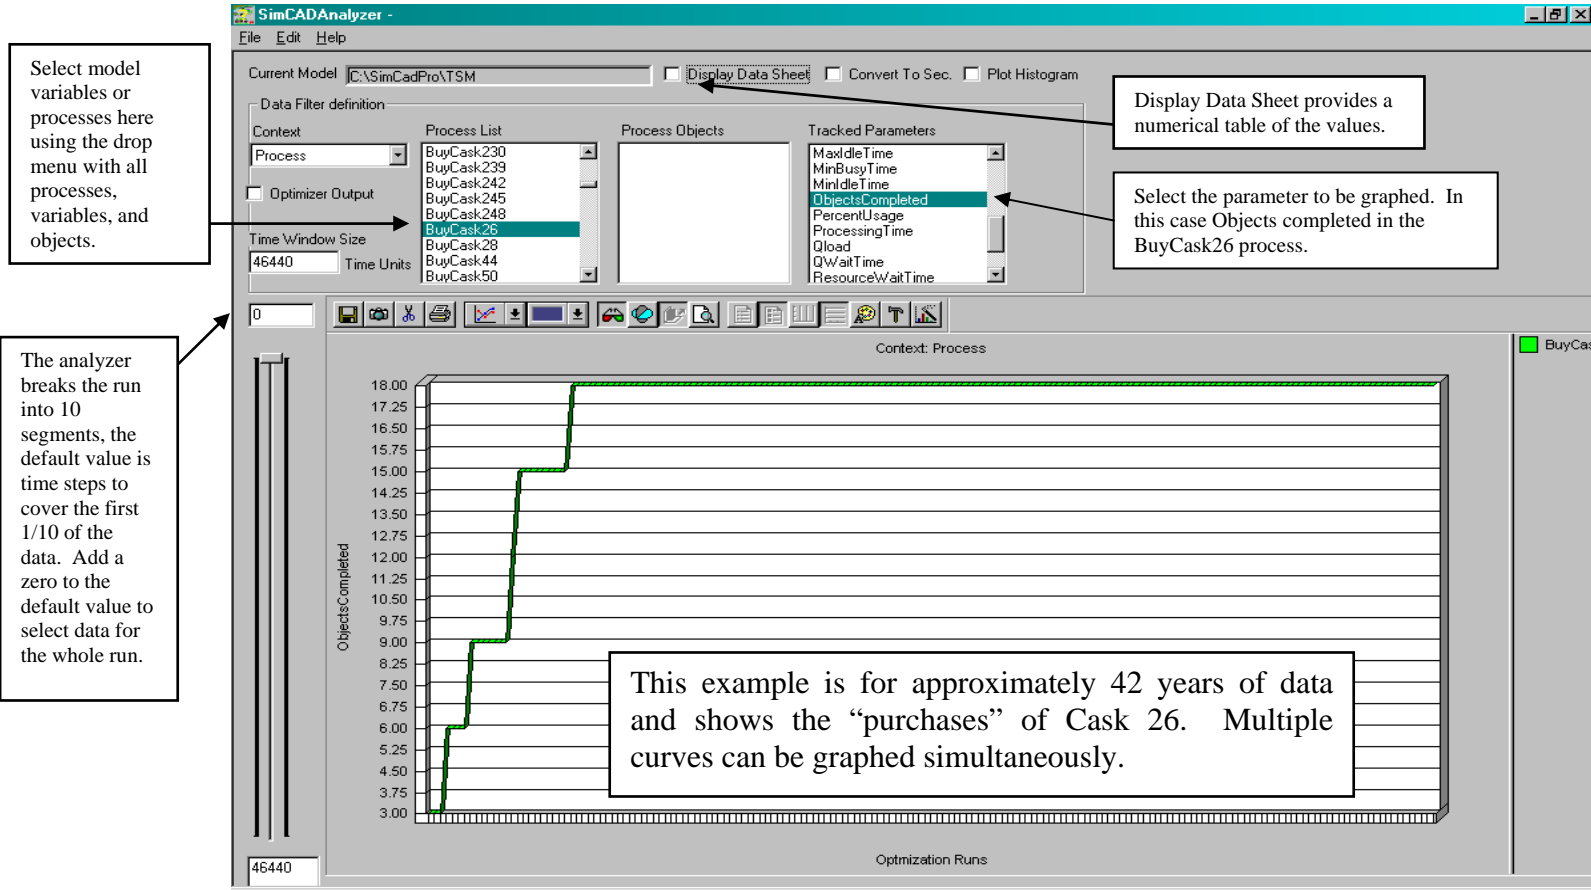 SimCADAnalyzer -
File Edit Help
Select model
variables or
processes here
using the drop
menu with all
processes,
variables, and
objects.
Current Model C:\SimCadPro\TSM
Display Data Sheet
Convert To Sec.
Plot Histogram
Display Data Sheet provides a
numerical table of the values.
Data Filter definition
Context
Process
Optimizer Output
Time Window Size
46440 Time Units
Process List
BuyCask230
BuyCask239
BuyCask242
BuyCask245
BuyCask248
BuyCask26
BuyCask28
BuyCask44
BuyCask50
Process Objects
Tracked Parameters
MaxIdleTime
MinBusyTime
MinIdleTime
ObjectsCompleted
PercentUsage
ProcessingTime
Qload
QWaitTime
ResourceWaitTime
Select the parameter to be graphed. In
this case Objects completed in the
BuyCask26 process.
0
The analyzer
breaks the run
into 10
segments, the
default value is
time steps to
cover the first
1/10 of the
data. Add a
zero to the
default value to
select data for
the whole run.
Context: Process
BuyCas
18.00
17.25
16.50
15.75
15.00
14.25
13.50
12.75
12.00
11.25
10.50
9.75
9.00
8.25
7.50
6.75
6.00
5.25
4.50
3.75
3.00
ObjectsCompleted
This example is for approximately 42 years of data
and shows the “purchases” of Cask 26. Multiple
curves can be graphed simultaneously.
Optmization Runs
46440